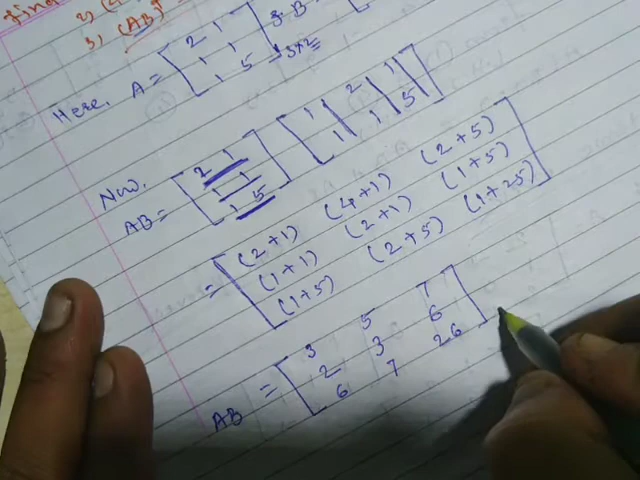 find
3) (AB)
Here, A = [2 1
1 1
1 5] 3×2
B =
Now,
AB = [2 1
1 1
1 5] [1 2 1
1 1 5]
= [(2+1) (4+1) (2+5)
(1+1) (2+1) (1+5)
(1+5) (2+5) (1+25)]
AB = [3 5 7
2 3 6
6 7 26]